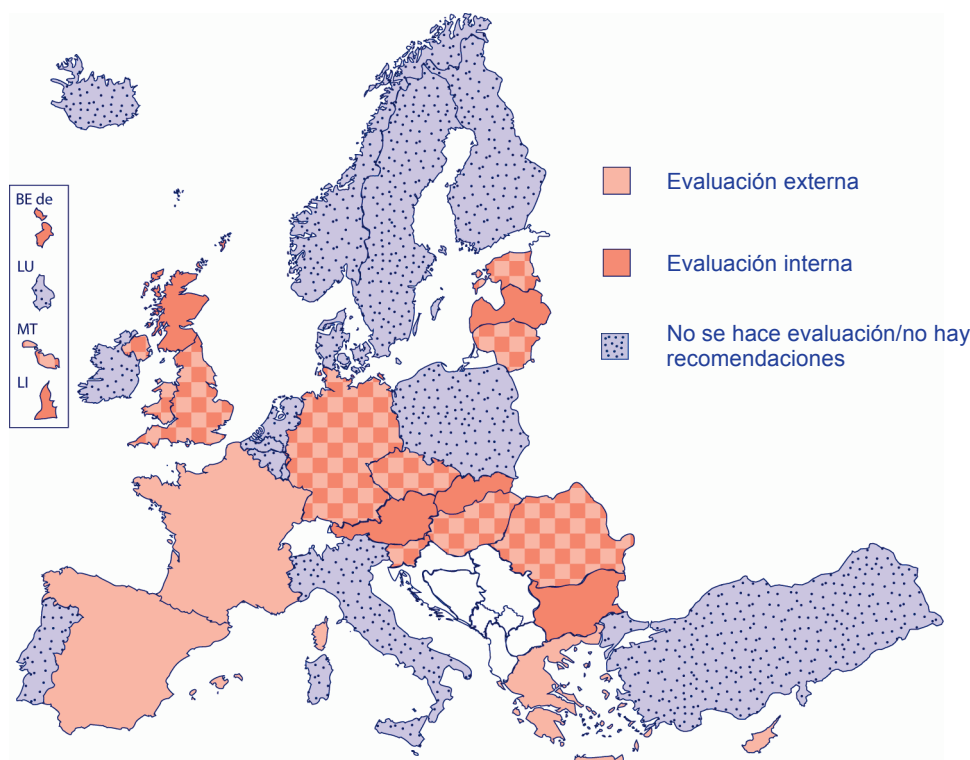 BE de
LU
MT
LI
Evaluación externa
Evaluación interna
No se hace evaluación/no hay
recomendaciones